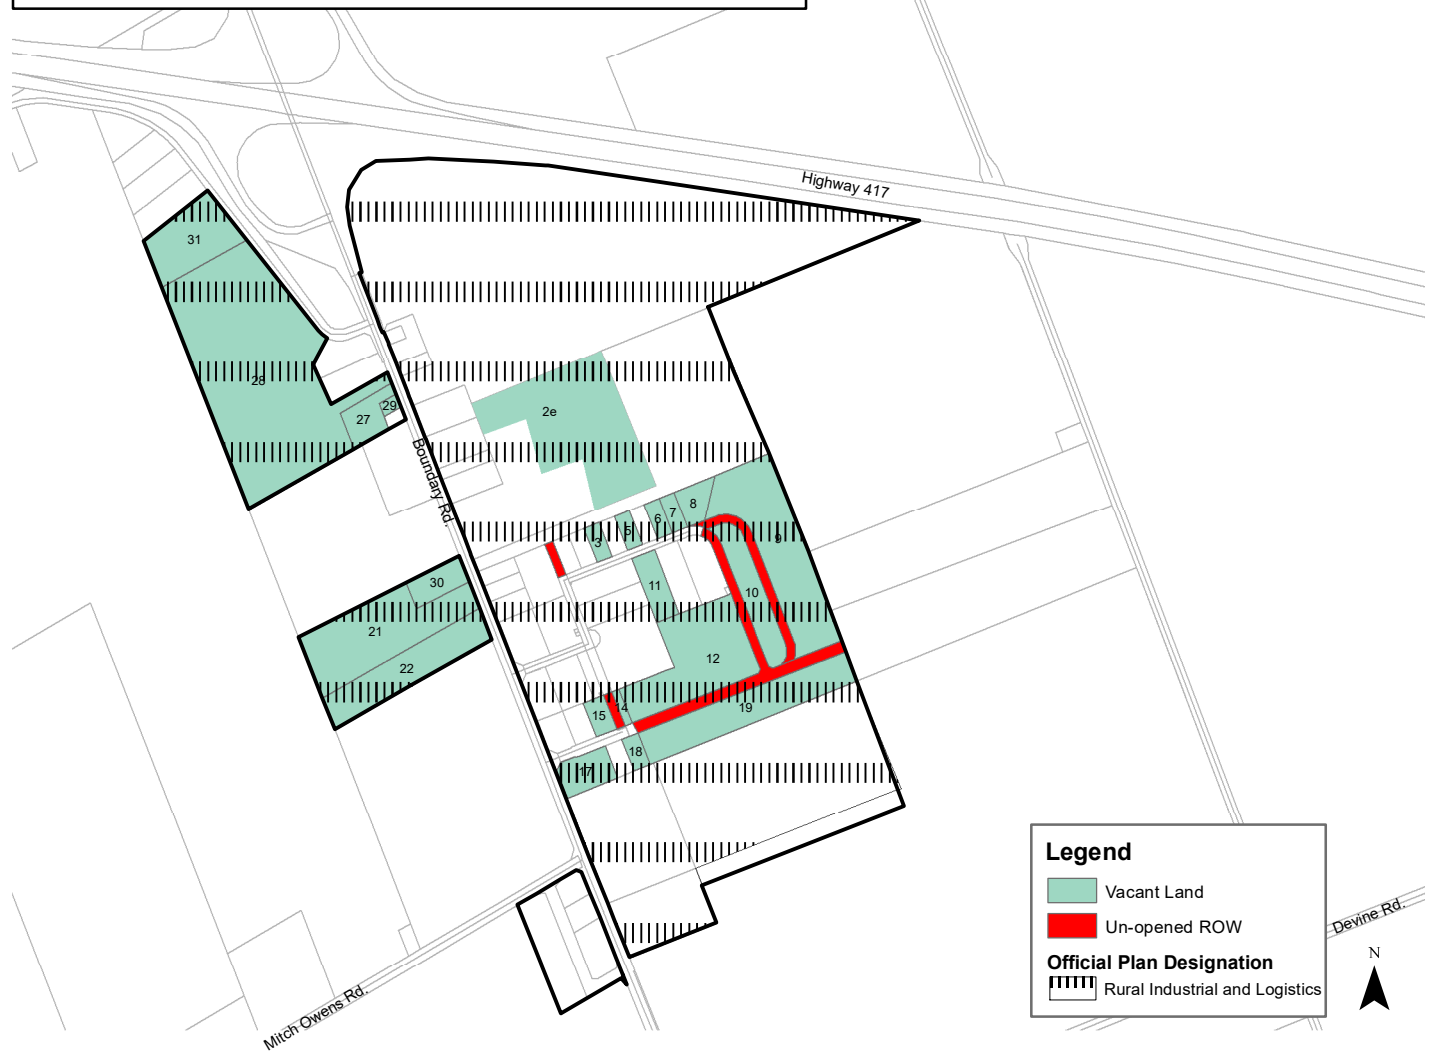 Highway 417
31
28
29
27
2e
Boundary Rd.
8
7
6
5
3
9
11
10
30
21
22
12
14
15
19
18
17
Legend
Vacant Land
Un-opened ROW
Official Plan Designation
Rural Industrial and Logistics
Devine Rd.
N
Mitch Owens Rd.